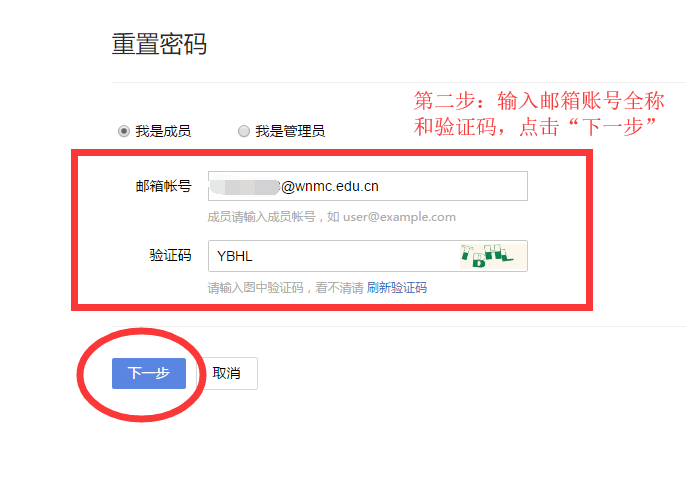 重置密码
第二步：输入邮箱账号全称
和验证码，点击“下一步”
我是成员 我是管理员
邮箱帐号 @wnmc.edu.cn
成员请输入成员帐号，如 user@example.com
验证码 YBHL YBHL
请输入图中验证码，看不清请 刷新验证码
下一步 取消